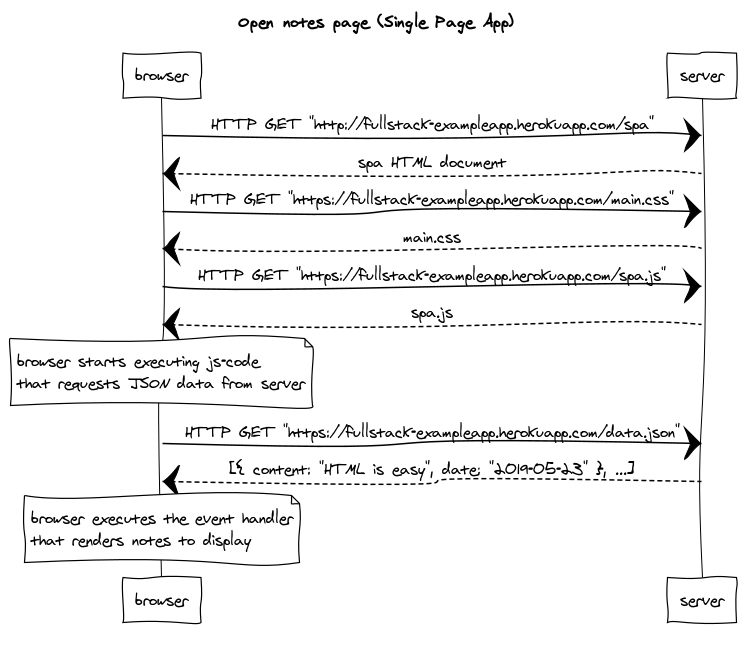 Open notes page (Single Page App)
browser
server
HTTP GET "http://fullstack-exampleapp.herokuapp.com/spa"
spa HTML document
HTTP GET "https://fullstack-exampleapp.herokuapp.com/main.css"
main.css
HTTP GET "https://fullstack-exampleapp.herokuapp.com/spa.js"
spa.js
browser starts executing js-code
that requests JSON data from server
HTTP GET "https://fullstack-exampleapp.herokuapp.com/data.json"
[{ content: "HTML is easy", date: "2019-05-23" }, ...]
browser executes the event handler
that renders notes to display
browser
server